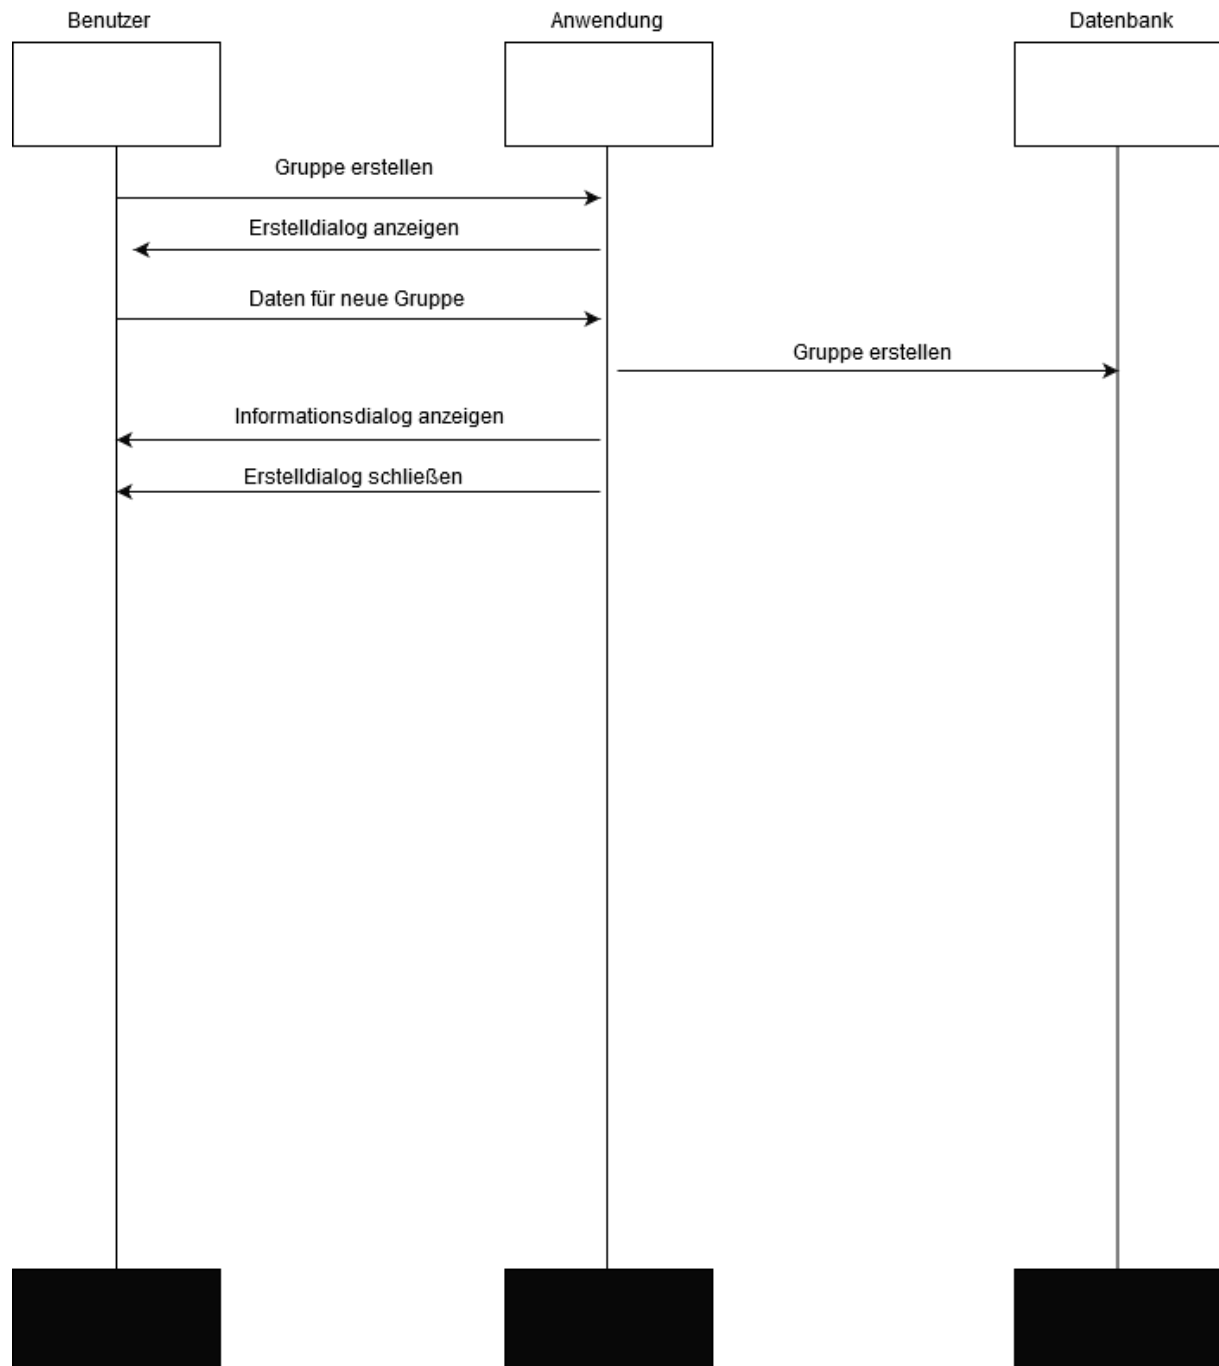 Benutzer
Anwendung
Datenbank
Gruppe erstellen
Erstelldialog anzeigen
Daten für neue Gruppe
Gruppe erstellen
Informationsdialog anzeigen
Erstelldialog schließen